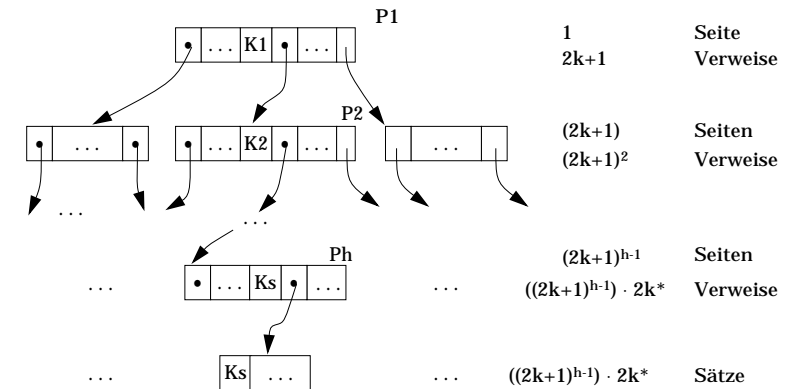 P1
... K1 ... 1 Seite
2k+1 Verweise
P2
... ... K2 ... ... (2k+1) Seiten
(2k+1)² Verweise
...
...
Ph (2k+1)ʰ⁻¹ Seiten
... ... Ks ... ... ((2k+1)ʰ⁻¹) · 2k* Verweise
... Ks ... ... ((2k+1)ʰ⁻¹) · 2k* Sätze